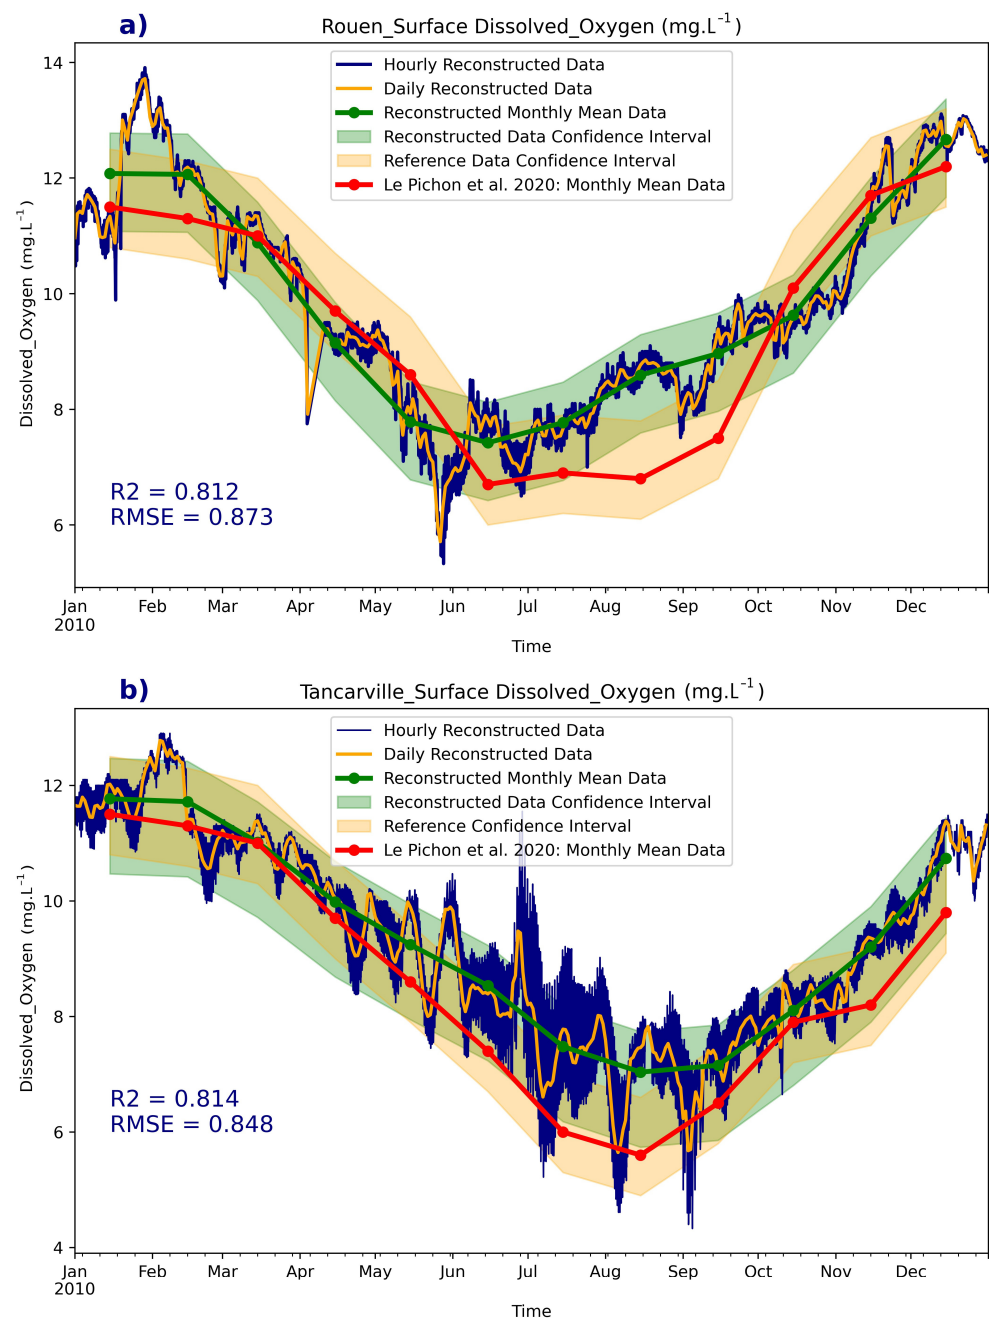 a)
Rouen_Surface Dissolved_Oxygen (mg.L⁻¹)
Hourly Reconstructed Data
Daily Reconstructed Data
Reconstructed Monthly Mean Data
Reconstructed Data Confidence Interval
Reference Data Confidence Interval
Le Pichon et al. 2020: Monthly Mean Data
Dissolved_Oxygen (mg.L⁻¹)
14
12
10
8
6
R2 = 0.812
RMSE = 0.873
Jan Feb Mar Apr May Jun Jul Aug Sep Oct Nov Dec
2010
Time
b)
Tancarville_Surface Dissolved_Oxygen (mg.L⁻¹)
Hourly Reconstructed Data
Daily Reconstructed Data
Reconstructed Monthly Mean Data
Reconstructed Data Confidence Interval
Reference Confidence Interval
Le Pichon et al. 2020: Monthly Mean Data
Dissolved_Oxygen (mg.L⁻¹)
12
10
8
6
4
R2 = 0.814
RMSE = 0.848
Jan Feb Mar Apr May Jun Jul Aug Sep Oct Nov Dec
2010
Time